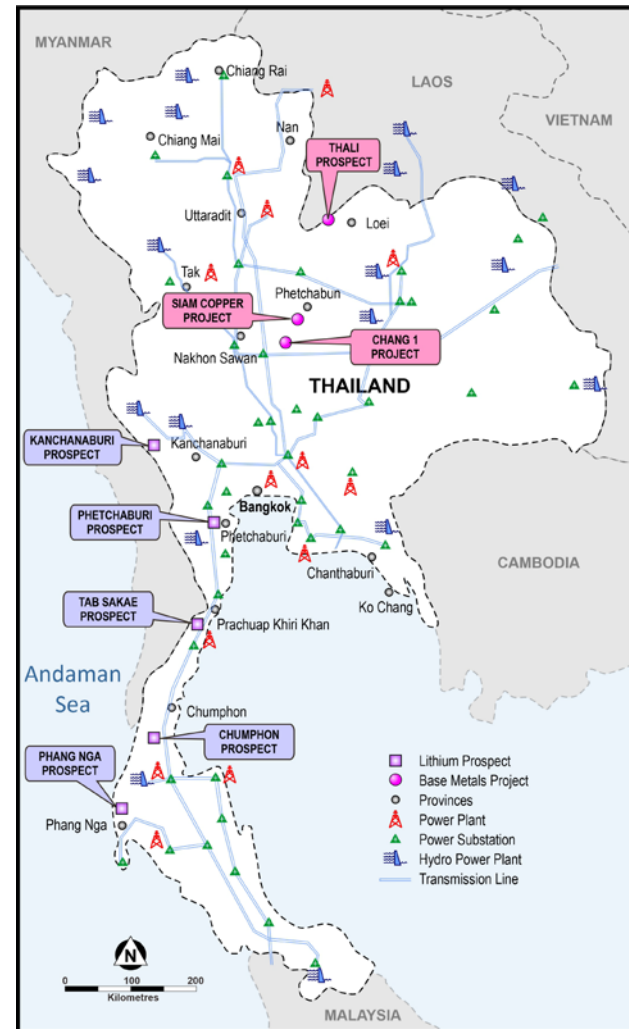 MYANMAR
Chiang Rai
LAOS
VIETNAM
Chiang Mai
Nan
THALI
PROSPECT
Uttaradit
Loei
Tak
Phetchabun
SIAM COPPER
PROJECT
CHANG 1
PROJECT
Nakhon Sawan
THAILAND
KANCHANABURI
PROSPECT
Kanchanaburi
Bangkok
PHETCHABURI
PROSPECT
Phetchaburi
CAMBODIA
Chanthaburi
Ko Chang
TAB SAKAE
PROSPECT
Prachuap Khiri Khan
Andaman
Sea
Chumphon
CHUMPHON
PROSPECT
PHANG NGA
PROSPECT
Phang Nga
Lithium Prospect
Base Metals Project
Provinces
Power Plant
Power Substation
Hydro Power Plant
Transmission Line
N
0 100 200
Kilometres
MALAYSIA